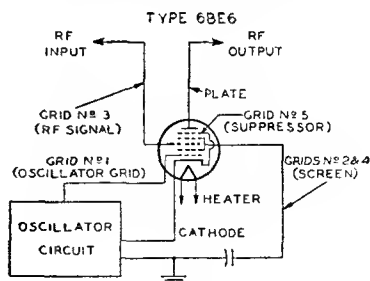 TYPE 6BE6
RF
INPUT
RF
OUTPUT
PLATE
GRID Nº 3
(RF SIGNAL)
GRID Nº 5
(SUPPRESSOR)
GRID Nº 1
(OSCILLATOR GRID)
GRIDS Nº 2 & 4
(SCREEN)
HEATER
CATHODE
OSCILLATOR
CIRCUIT